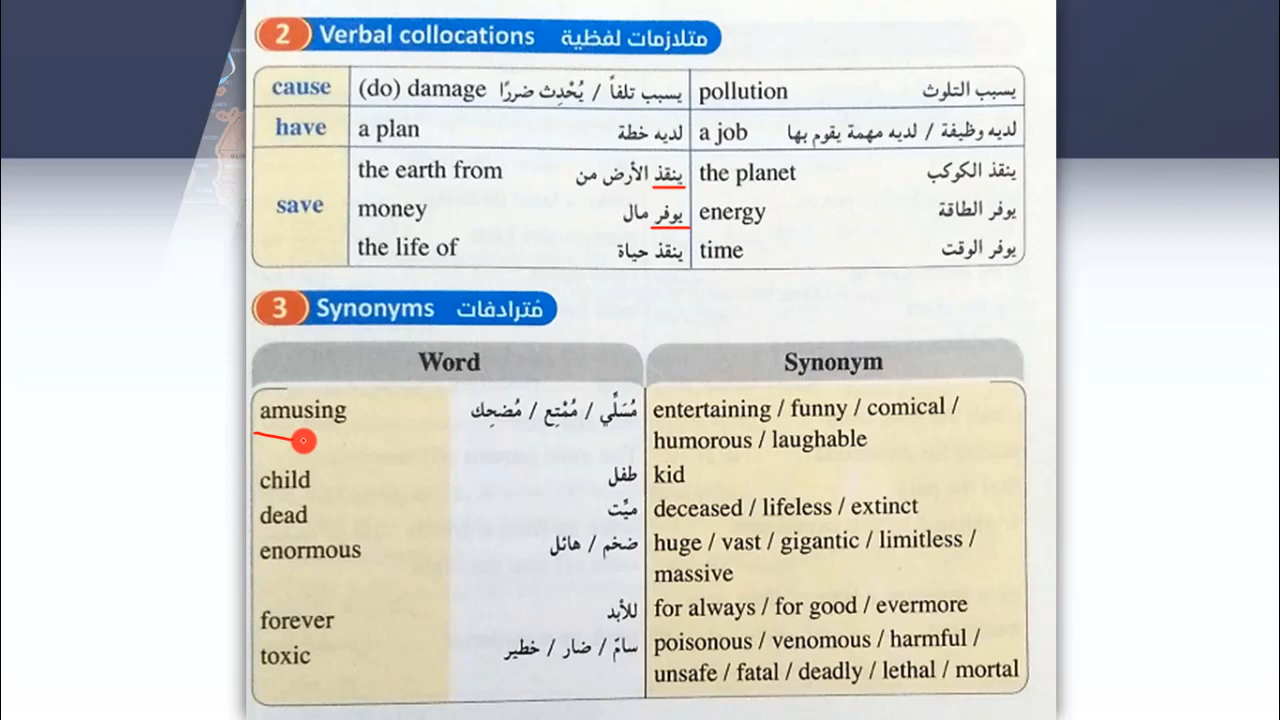 2 Verbal collocations متلازمات لفظية
cause (do) damage يسبب تلفاً / يُحْدِث ضررًا pollution يسبب التلوث
have a plan لديه خطة a job لديه وظيفة / لديه مهمة يقوم بها
save the earth from ينقذ الأرض من the planet ينقذ الكوكب
money يوفر مال energy يوفر الطاقة
the life of ينقذ حياة time يوفر الوقت
3 Synonyms مُترادفات
Word Synonym
amusing مُسَلِّي / مُمْتِع / مُضحِك entertaining / funny / comical /
humorous / laughable
child طفل kid
dead ميِّت deceased / lifeless / extinct
enormous ضخم / هائل huge / vast / gigantic / limitless /
massive
forever للأبد for always / for good / evermore
toxic سامّ / ضار / خطير poisonous / venomous / harmful /
unsafe / fatal / deadly / lethal / mortal